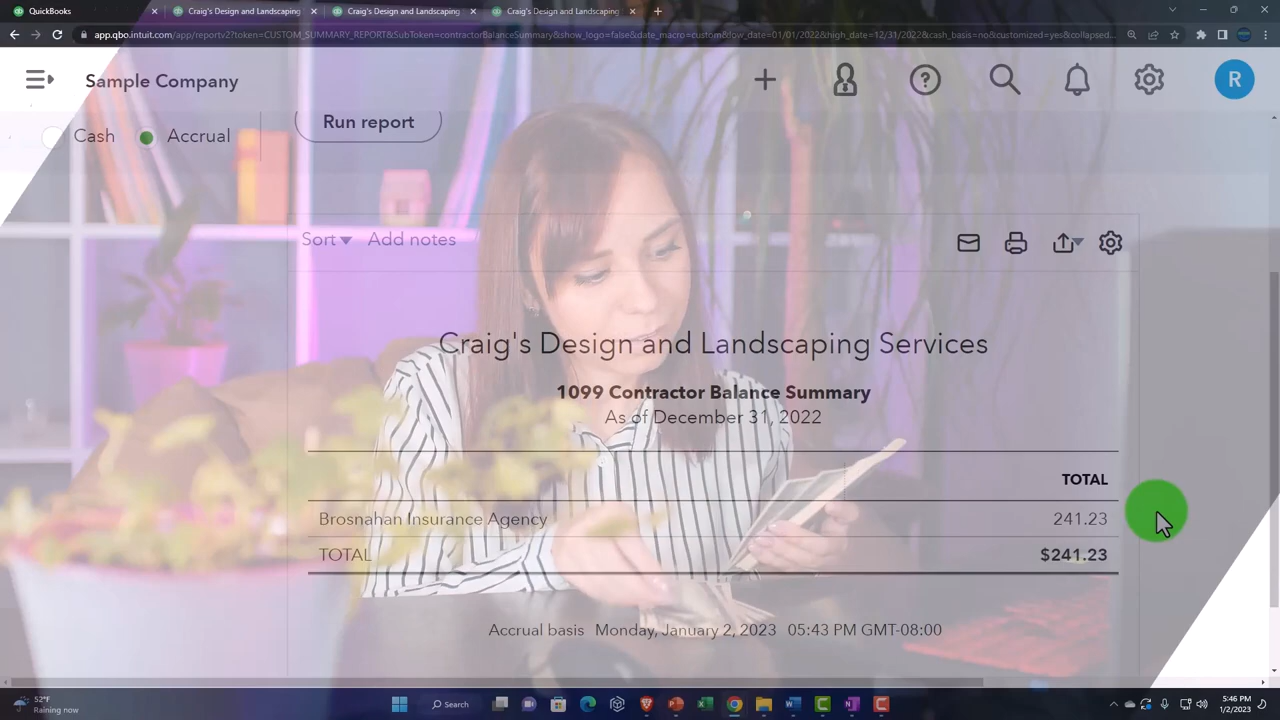 QuickBooks
Craig's Design and Landscaping
Craig's Design and Landscaping
Craig's Design and Landscaping
app.qbo.intuit.com/app/reportv2?token=CUSTOM_SUMMARY_REPORT&SubToken=contractorBalanceSummary&show_logo=false&date_macro=custom&low_date=01/01/2022&high_date=12/31/2022&cash_basis=no&customized=yes&collapsed...
Sample Company
R
Cash
Accrual
Run report
Sort
Add notes
Craig's Design and Landscaping Services
1099 Contractor Balance Summary
As of December 31, 2022
TOTAL
Brosnahan Insurance Agency 241.23
TOTAL $241.23
Accrual basis Monday, January 2, 2023 05:43 PM GMT-08:00
52°F
Raining now
Search
5:46 PM
1/2/2023